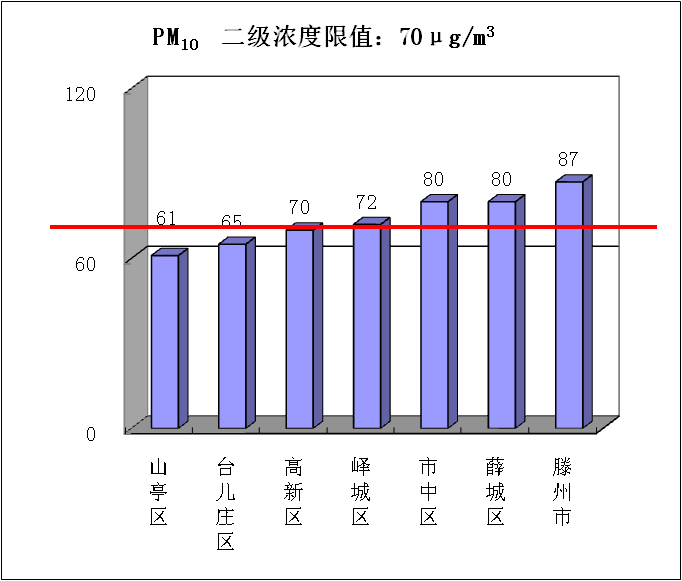 PM10 二级浓度限值：70μg/m3
120
60
0
61
65
70
72
80
80
87
山亭区
台儿庄区
高新区
峄城区
市中区
薛城区
滕州市